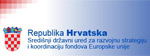 Republika Hrvatska
Središnji državni ured za razvojnu strategiju
i koordinaciju fondova Europske unije